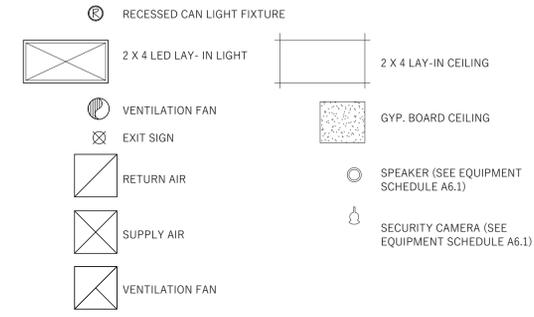 R RECESSED CAN LIGHT FIXTURE
2 X 4 LED LAY- IN LIGHT
VENTILATION FAN
EXIT SIGN
RETURN AIR
SUPPLY AIR
VENTILATION FAN
2 X 4 LAY-IN CEILING
GYP. BOARD CEILING
SPEAKER (SEE EQUIPMENT
SCHEDULE A6.1)
SECURITY CAMERA (SEE
EQUIPMENT SCHEDULE A6.1)